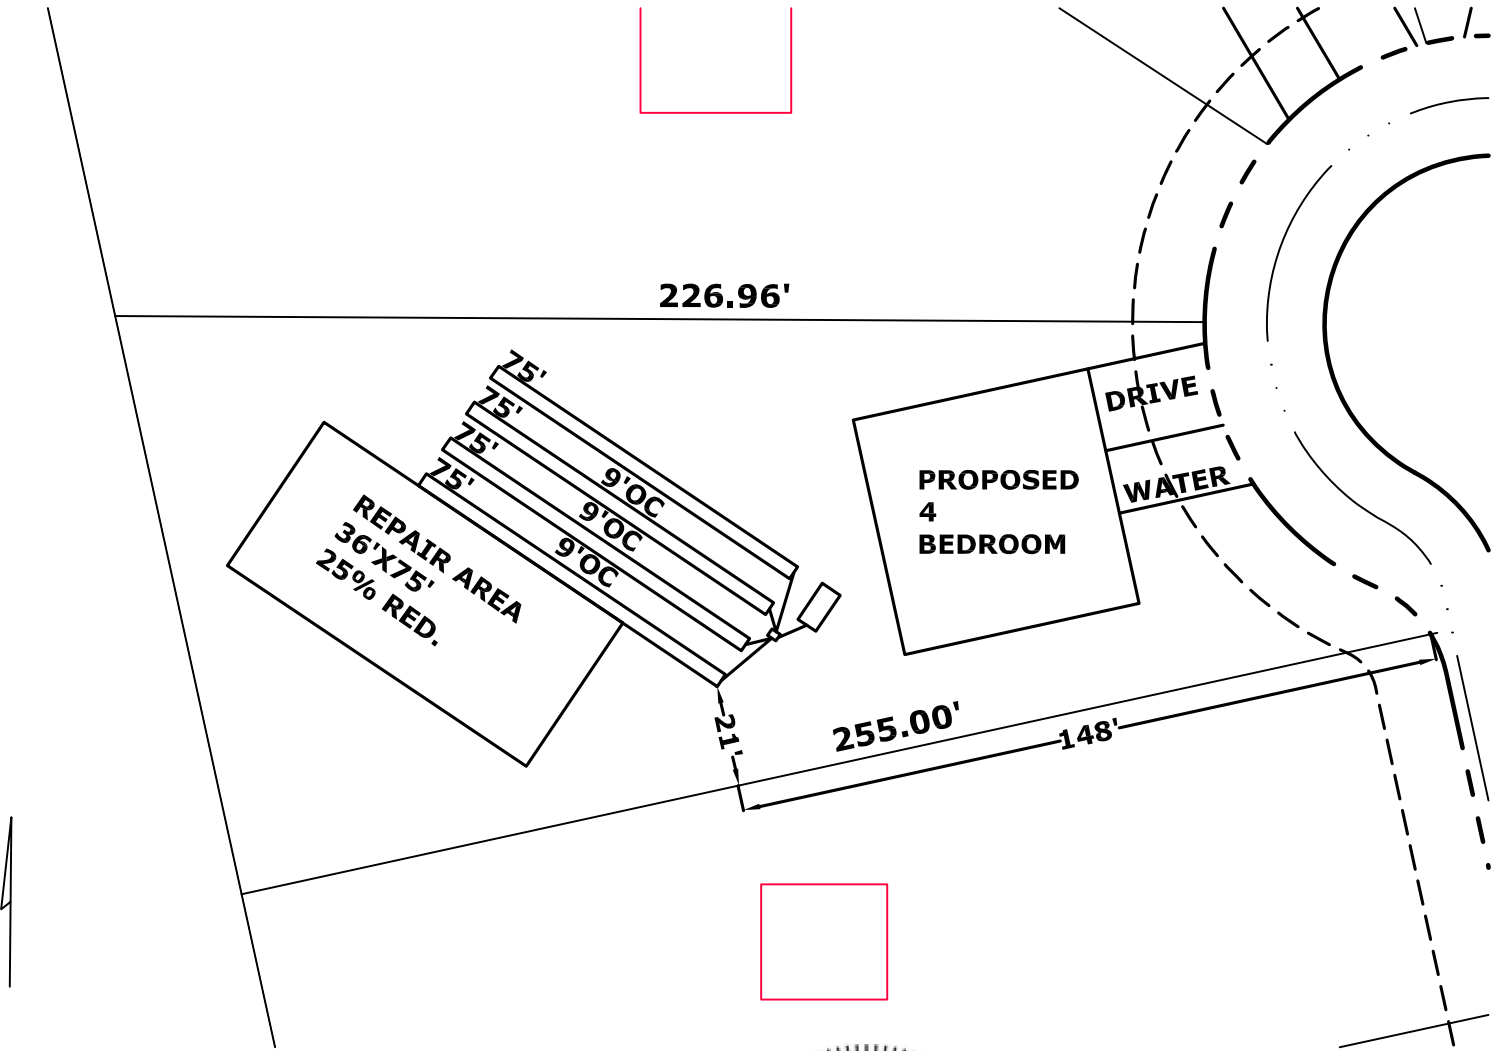 226.96'
75'
75'
75'
75'
9'OC
9'OC
9'OC
REPAIR AREA
36'X75'
25% RED.
DRIVE
WATER
PROPOSED
4
BEDROOM
21'
255.00'
148'